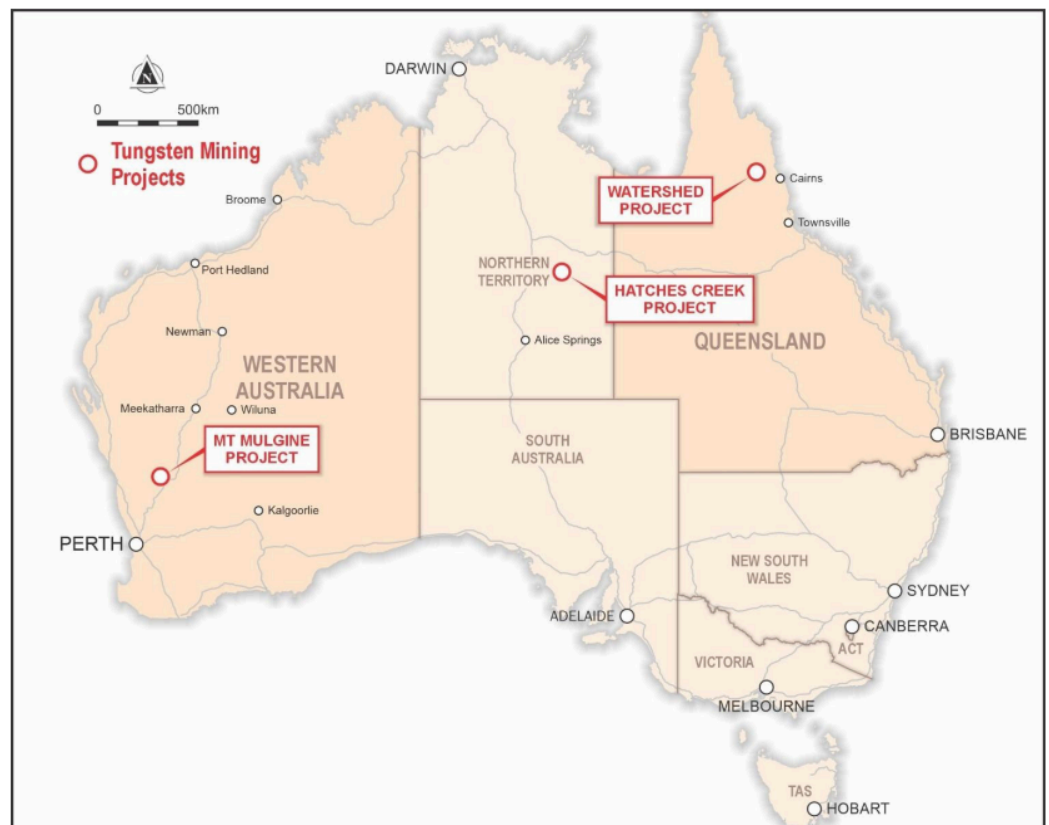 DARWIN
N
0 500km
Tungsten Mining
Projects
Cairns
WATERSHED
PROJECT
Broome
Townsville
Port Hedland
NORTHERN
TERRITORY
HATCHES CREEK
PROJECT
Newman
Alice Springs
QUEENSLAND
WESTERN
AUSTRALIA
Meekatharra
Wiluna
MT MULGINE
PROJECT
SOUTH
AUSTRALIA
BRISBANE
Kalgoorlie
PERTH
NEW SOUTH
WALES
SYDNEY
ADELAIDE
CANBERRA
ACT
VICTORIA
MELBOURNE
TAS
HOBART